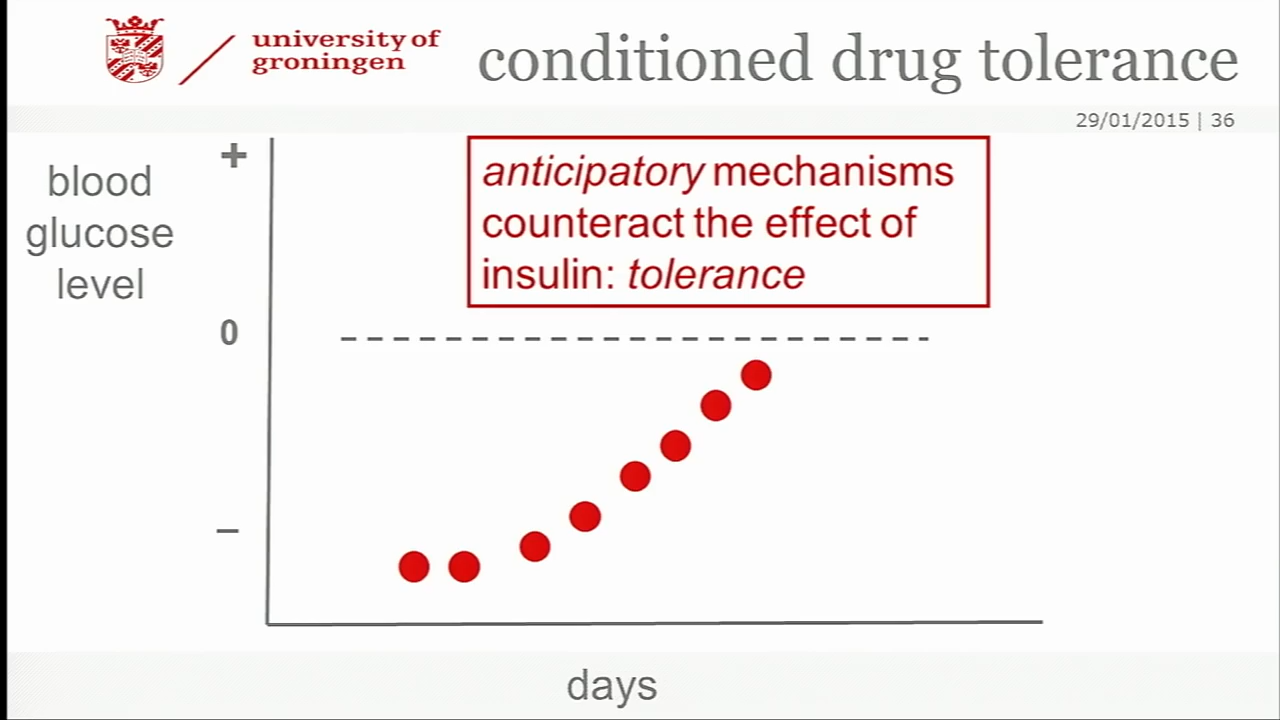 university of
groningen
conditioned drug tolerance
29/01/2015 | 36
blood
glucose
level
+
0
–
anticipatory mechanisms
counteract the effect of
insulin: tolerance
days